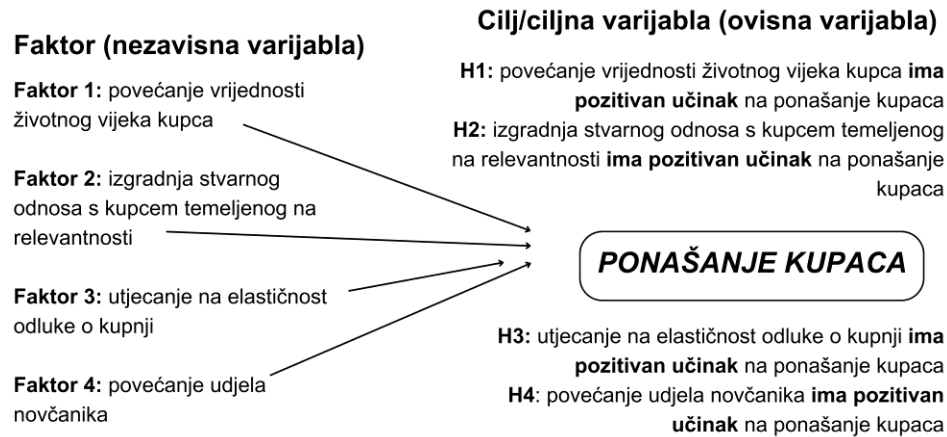 Faktor (nezavisna varijabla)
Faktor 1: povećanje vrijednosti
životnog vijeka kupca
Faktor 2: izgradnja stvarnog
odnosa s kupcem temeljenog na
relevantnosti
Faktor 3: utjecanje na elastičnost
odluke o kupnji
Faktor 4: povećanje udjela
novčanika
Cilj/ciljna varijabla (ovisna varijabla)
H1: povećanje vrijednosti životnog vijeka kupca ima
pozitivan učinak na ponašanje kupaca
H2: izgradnja stvarnog odnosa s kupcem temeljenog
na relevantnosti ima pozitivan učinak na ponašanje
kupaca
PONAŠANJE KUPACA
H3: utjecanje na elastičnost odluke o kupnji ima
pozitivan učinak na ponašanje kupaca
H4: povećanje udjela novčanika ima pozitivan
učinak na ponašanje kupaca